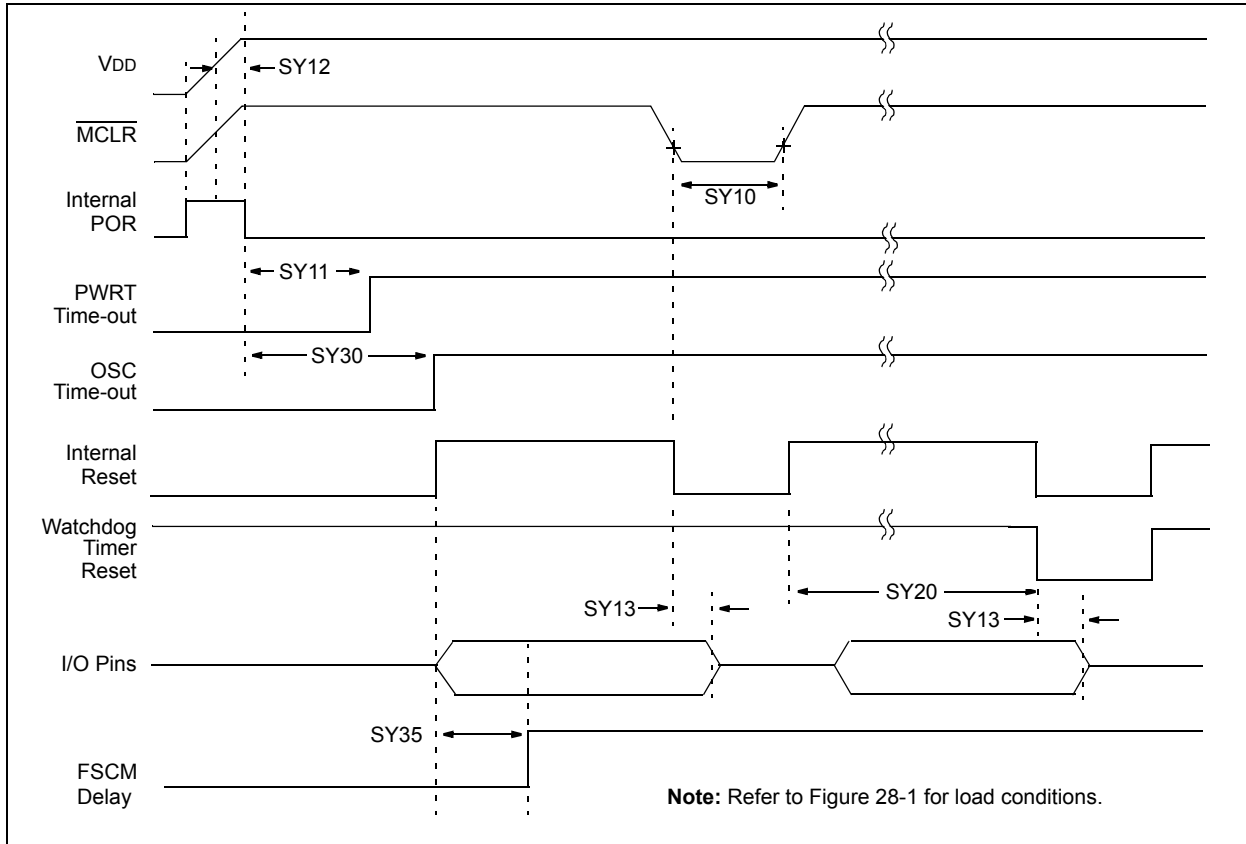 VDD
SY12
MCLR
SY10
Internal
POR
SY11
PWRT
Time-out
SY30
OSC
Time-out
Internal
Reset
Watchdog
Timer
Reset
SY20
SY13
SY13
I/O Pins
SY35
FSCM
Delay
Note: Refer to Figure 28-1 for load conditions.